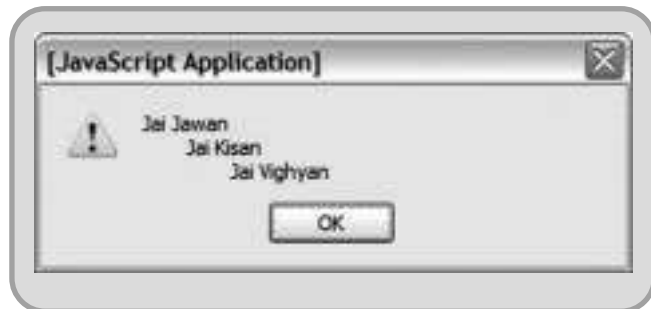 [JavaScript Application]
Jai Jawan
Jai Kisan
Jai Vighyan
OK